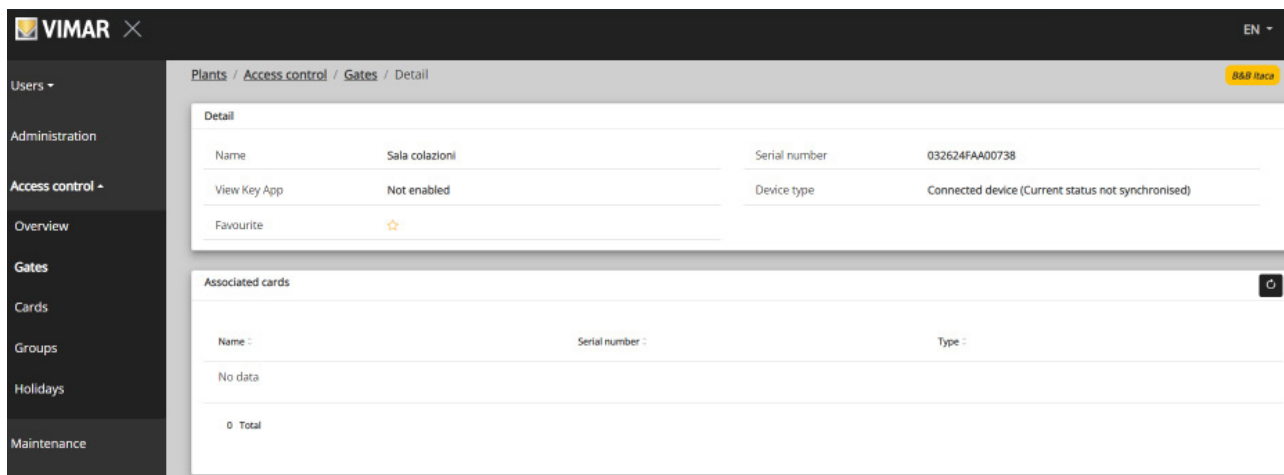 VIMAR
EN
Users
Administration
Access control
Overview
Gates
Cards
Groups
Holidays
Maintenance
Plants / Access control / Gates / Detail
B&B Itaca
Detail
Name Sala colazioni
Serial number 032624FAA00738
View Key App Not enabled
Device type Connected device (Current status not synchronised)
Favourite
Associated cards
Name Serial number Type
No data
0 Total